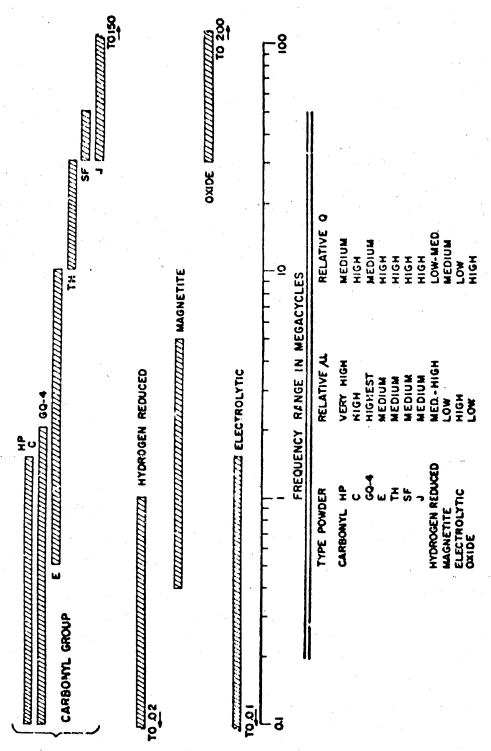 HP
C
GQ-4
CARBONYL GROUP
E
TH
SF
J
TO 150
HYDROGEN REDUCED
TO .02
MAGNETITE
OXIDE
TO 200
ELECTROLYTIC
TO 0.1
0.1 1 10 100
FREQUENCY RANGE IN MEGACYCLES
TYPE POWDER RELATIVE µ RELATIVE Q
CARBONYL HP VERY HIGH MEDIUM
C HIGH HIGH
GQ-4 HIGHEST MEDIUM
E MEDIUM HIGH
TH MEDIUM HIGH
SF MEDIUM HIGH
J MEDIUM HIGH
HYDROGEN REDUCED MED.-HIGH LOW-MED.
MAGNETITE LOW MEDIUM
ELECTROLYTIC HIGH LOW
OXIDE LOW HIGH